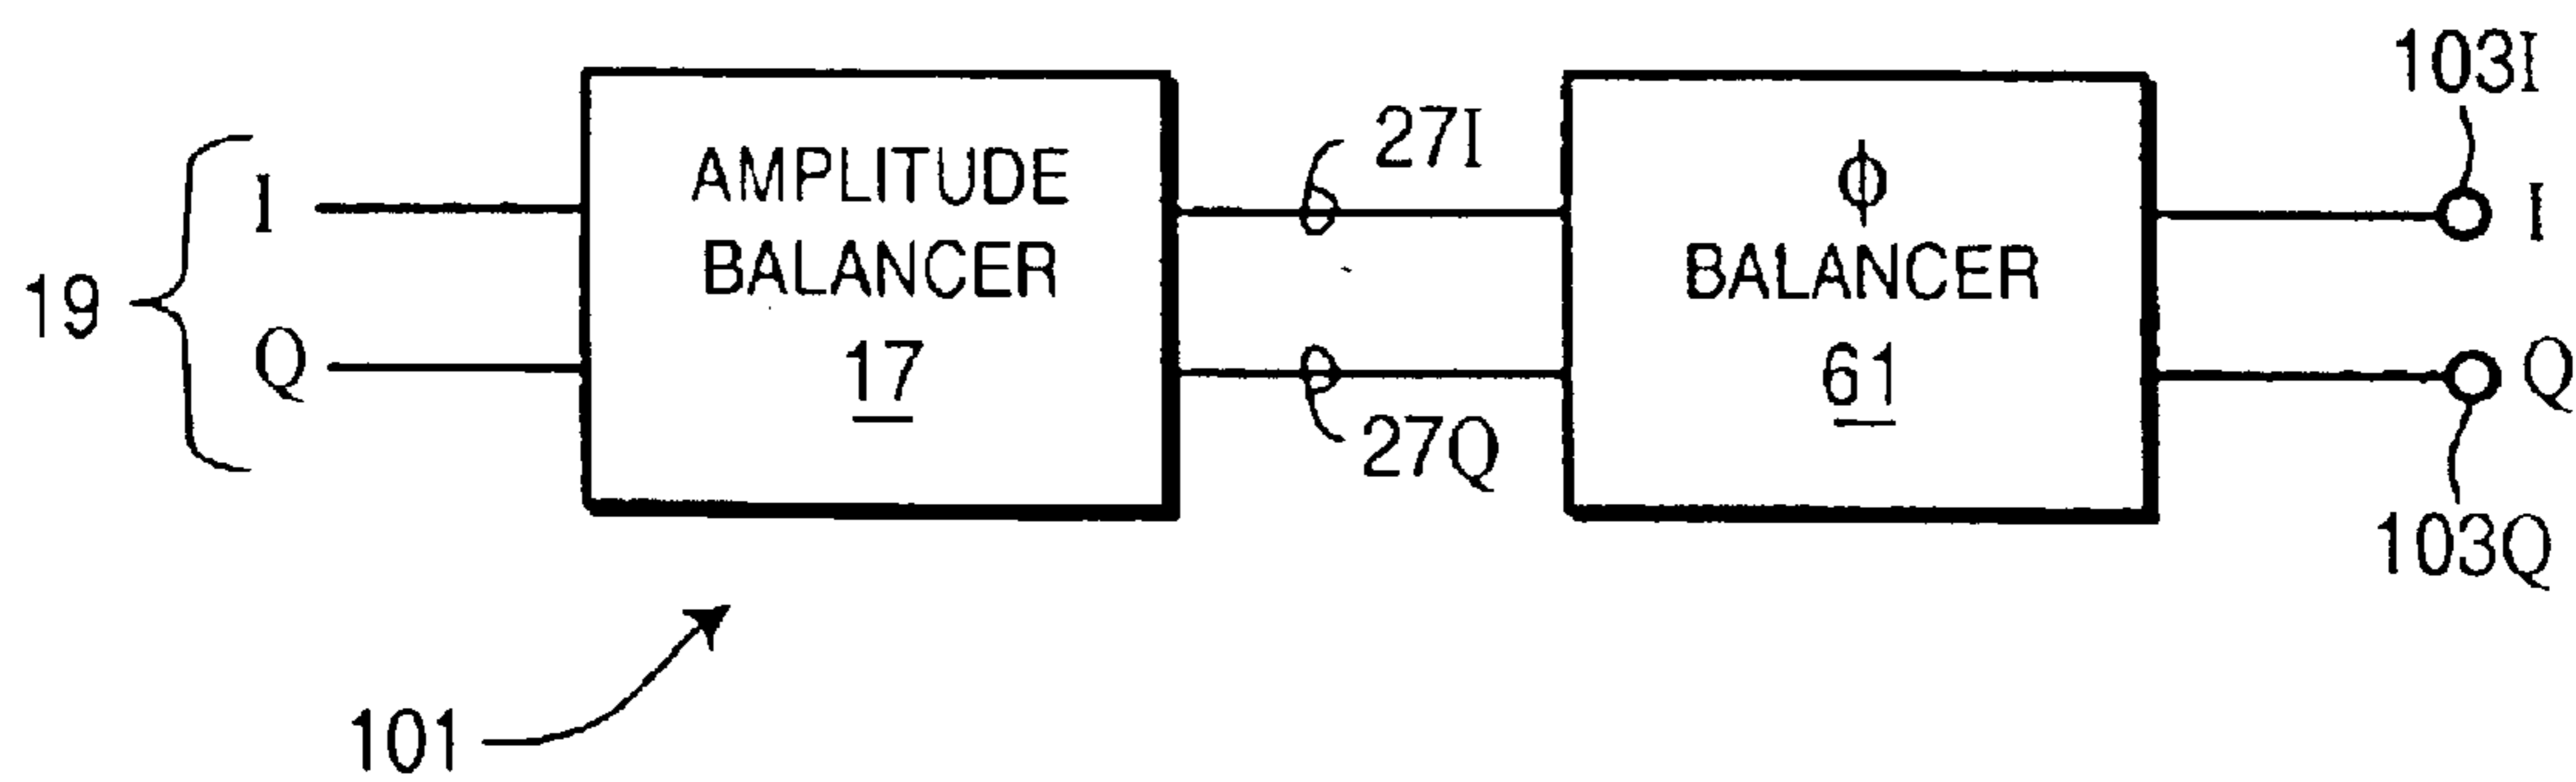 19
I
Q
AMPLITUDE
BALANCER
17
27I
27Q
ϕ
BALANCER
61
103I
I
Q
103Q
101